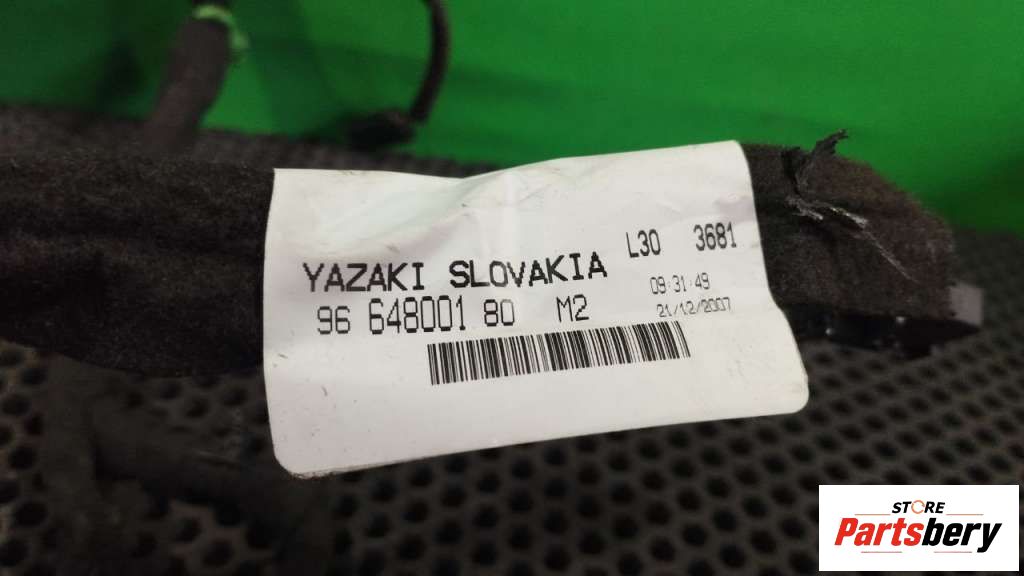 YAZAKI SLOVAKIA L30 3681
09:31:49
96 648001 80 M2 21/12/2007
STORE
Partsbery